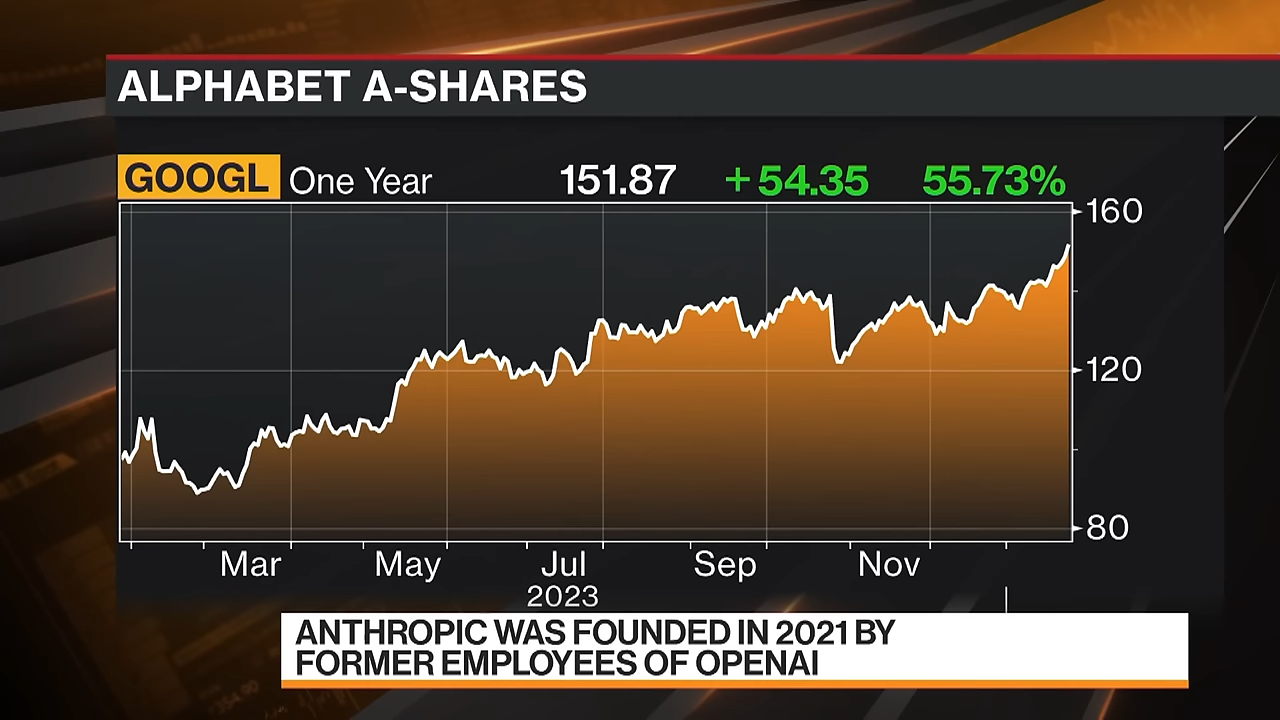 ALPHABET A-SHARES
GOOGL One Year 151.87 +54.35 55.73%
160
120
80
Mar May Jul Sep Nov
2023
ANTHROPIC WAS FOUNDED IN 2021 BY
FORMER EMPLOYEES OF OPENAI